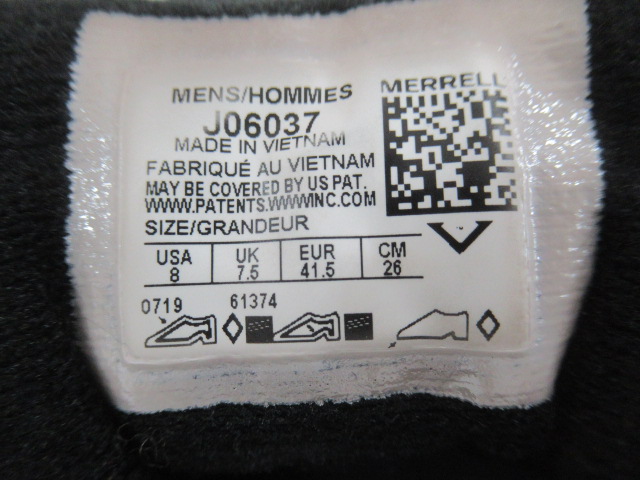 MENS/HOMMES
MERRELL
J06037
MADE IN VIETNAM
FABRIQUÉ AU VIETNAM
MAY BE COVERED BY US PAT.
WWW.PATENTS.WWWINC.COM
SIZE/GRANDEUR
USA UK EUR CM
8 7.5 41.5 26
0719 61374